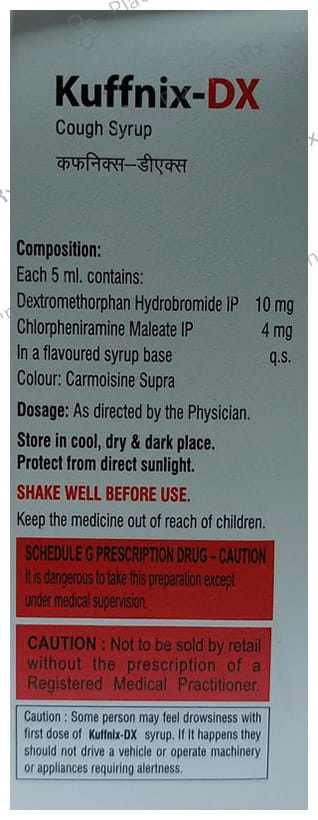 Kuffnix-DX
Cough Syrup
कफनिक्स–डीएक्स
Composition:
Each 5 ml. contains:
Dextromethorphan Hydrobromide IP 10 mg
Chlorpheniramine Maleate IP 4 mg
In a flavoured syrup base q.s.
Colour: Carmoisine Supra
Dosage: As directed by the Physician.
Store in cool, dry & dark place.
Protect from direct sunlight.
SHAKE WELL BEFORE USE.
Keep the medicine out of reach of children.
SCHEDULE G PRESCRIPTION DRUG – CAUTION
It is dangerous to take this preparation except
under medical supervision.
CAUTION : Not to be sold by retail
without the prescription of a
Registered Medical Practitioner.
Caution : Some person may feel drowsiness with
first dose of Kuffnix-DX syrup. If It happens they
should not drive a vehicle or operate machinery
or appliances requiring alertness.